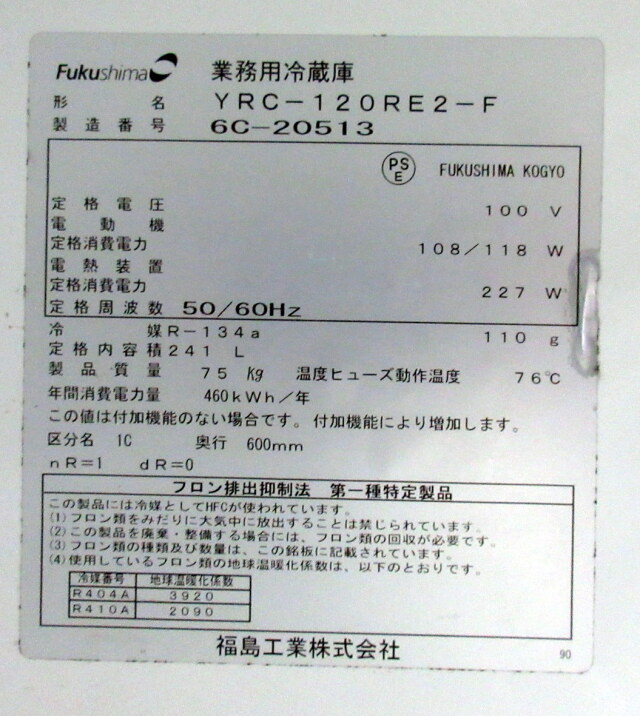 Fukushima 業務用冷蔵庫
形名 YRC-120RE2-F
製造番号 6C-20513
PS E FUKUSHIMA KOGYO
定格電圧 100 V
電動機
定格消費電力 108/118 W
電熱装置
定格消費電力 227 W
定格周波数 50/60Hz
冷媒 R-134a 110 g
定格内容積 241 L
製品質量 75 Kg 温度ヒューズ動作温度 76℃
年間消費電力量 460kWh/年
この値は付加機能のない場合です。付加機能により増加します。
区分名 1C 奥行 600mm
nR=1 dR=0
フロン排出抑制法 第一種特定製品
この製品には冷媒としてHFCが使われています。
(1) フロン類をみだりに大気中に放出することは禁じられています。
(2) この製品を廃棄・整備する場合には、フロン類の回収が必要です。
(3) フロン類の種類及び数量は、この銘板に記載されています。
(4) 使用しているフロン類の地球温暖化係数は、以下のとおりです。
冷媒番号 地球温暖化係数
R404A 3920
R410A 2090
福島工業株式会社 90